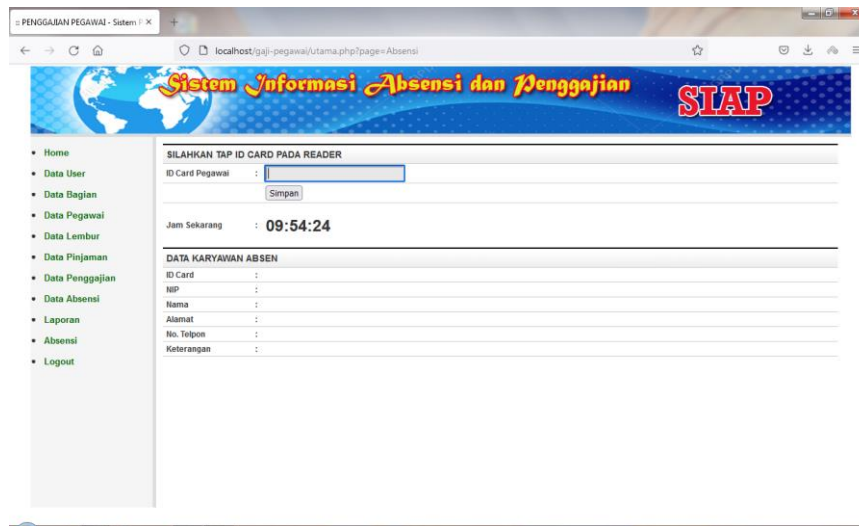 :: PENGGAJIAN PEGAWAI - Sistem I
localhost/gaji-pegawai/utama.php?page=Absensi
Sistem Informasi Absensi dan Penggajian
SIAP
Home
Data User
Data Bagian
Data Pegawai
Data Lembur
Data Pinjaman
Data Penggajian
Data Absensi
Laporan
Absensi
Logout
SILAHKAN TAP ID CARD PADA READER
ID Card Pegawai :
Simpan
Jam Sekarang : 09:54:24
DATA KARYAWAN ABSEN
ID Card :
NIP :
Nama :
Alamat :
No. Telpon :
Keterangan :